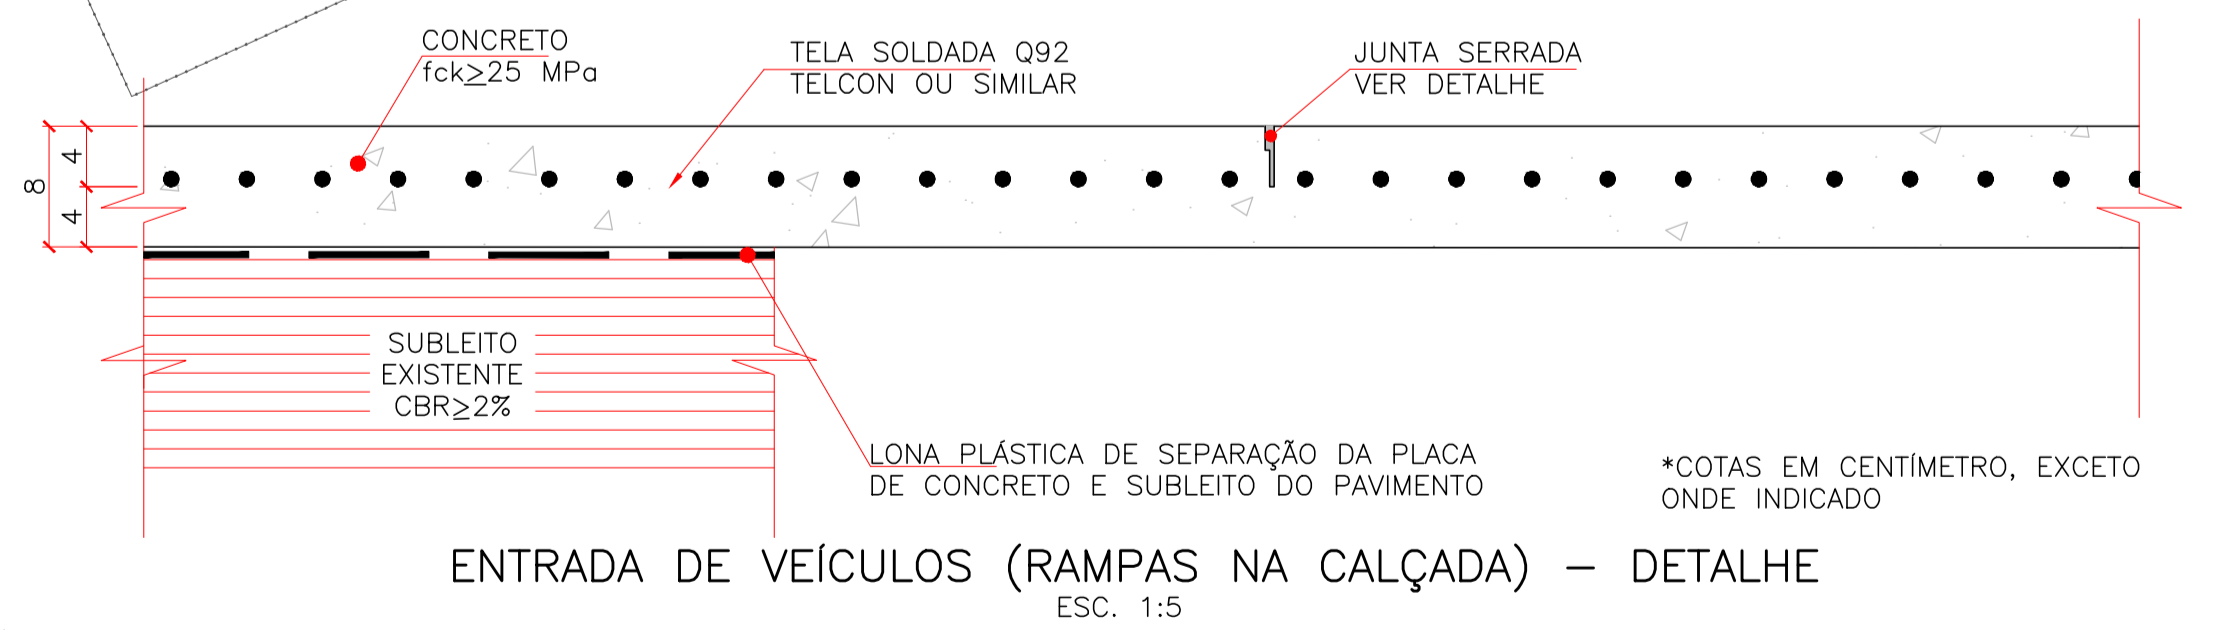 CONCRETO
fck≥25 MPa
TELA SOLDADA Q92
TELCON OU SIMILAR
JUNTA SERRADA
VER DETALHE
4
8
4
SUBLEITO
EXISTENTE
CBR≥2%
LONA PLÁSTICA DE SEPARAÇÃO DA PLACA
DE CONCRETO E SUBLEITO DO PAVIMENTO
*COTAS EM CENTÍMETRO, EXCETO
ONDE INDICADO
ENTRADA DE VEÍCULOS (RAMPAS NA CALÇADA) – DETALHE
ESC. 1:5